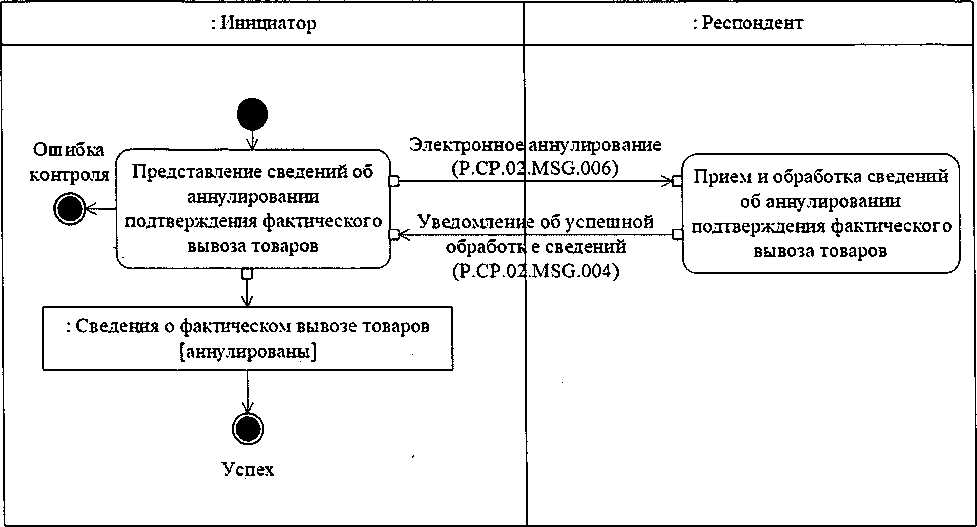 : Инициатор
: Респондент
Ошибка
контроля
Представление сведений об
аннулировании
подтверждения фактического
вывоза товаров
Электронное аннулирование
(P.CP.02.MSG.006)
Уведомление об успешной
обработке сведений
(P.CP.02.MSG.004)
Прием и обработка сведений
об аннулировании
подтверждения фактического
вывоза товаров
: Сведения о фактическом вывозе товаров
[аннулированы]
Успех